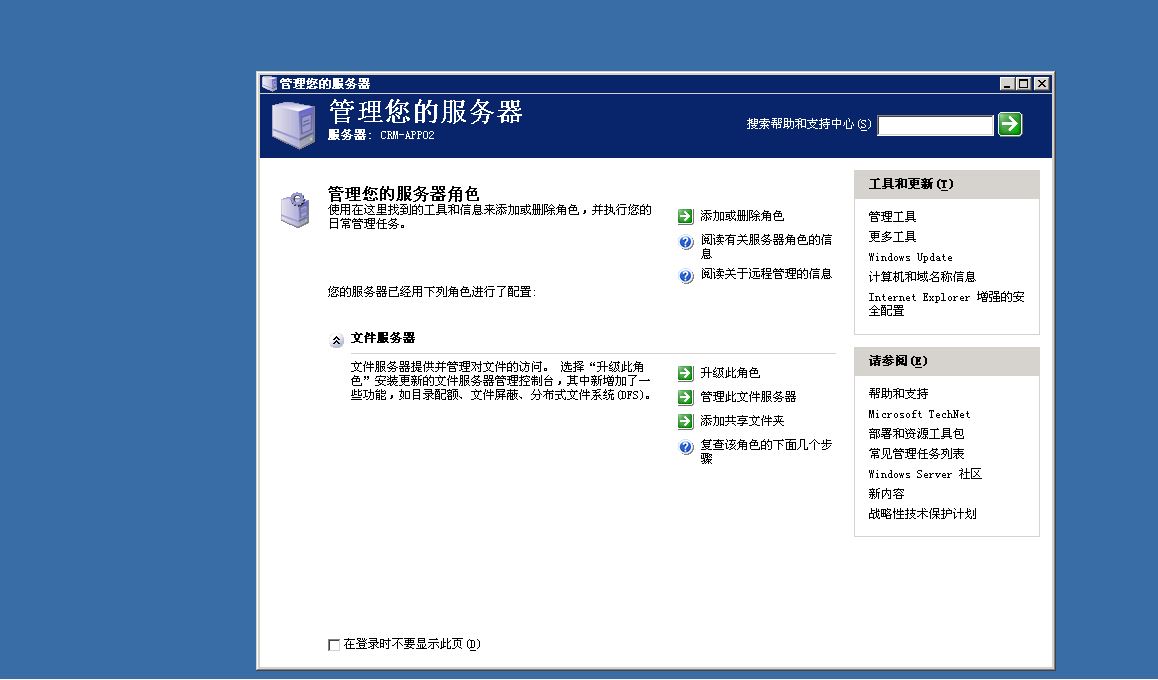 管理您的服务器
管理您的服务器
服务器: CRM-APP02
搜索帮助和支持中心(S)
管理您的服务器角色
使用在这里找到的工具和信息来添加或删除角色，并执行您的
日常管理任务。
添加或删除角色
阅读有关服务器角色的信
息
阅读关于远程管理的信息
您的服务器已经用下列角色进行了配置:
文件服务器
文件服务器提供并管理对文件的访问。 选择“升级此角
色”安装更新的文件服务器管理控制台，其中新增加了一
些功能，如目录配额、文件屏蔽、分布式文件系统(DFS)。
升级此角色
管理此文件服务器
添加共享文件夹
复查该角色的下面几个步
骤
工具和更新(T)
管理工具
更多工具
Windows Update
计算机和域名称信息
Internet Explorer 增强的安
全配置
请参阅(E)
帮助和支持
Microsoft TechNet
部署和资源工具包
常见管理任务列表
Windows Server 社区
新内容
战略性技术保护计划
在登录时不要显示此页(D)